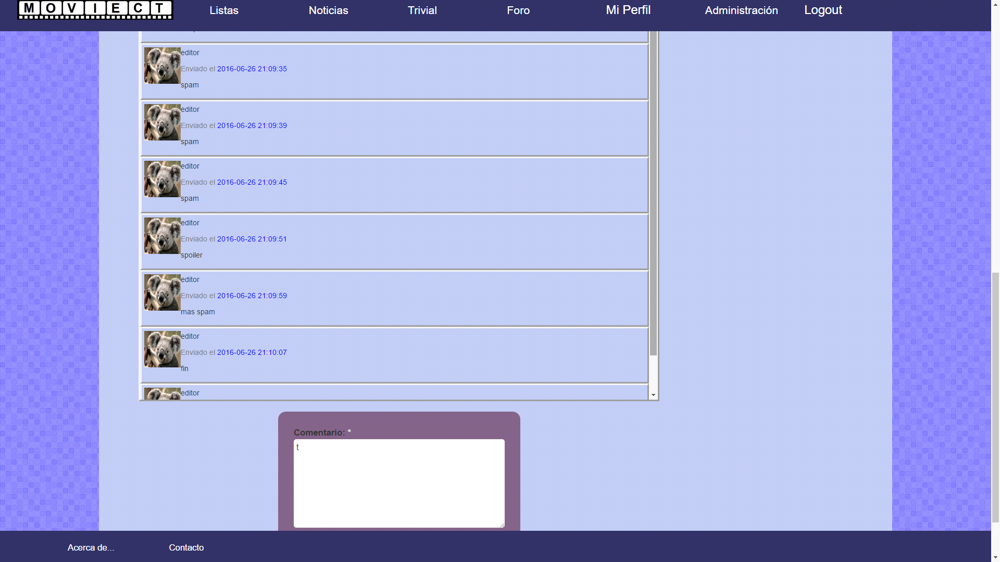 MOVIECT
Listas
Noticias
Trivial
Foro
Mi Perfil
Administración
Logout
editor
Enviado el 2016-06-26 21:09:35
spam
editor
Enviado el 2016-06-26 21:09:39
spam
editor
Enviado el 2016-06-26 21:09:45
spam
editor
Enviado el 2016-06-26 21:09:51
spoiler
editor
Enviado el 2016-06-26 21:09:59
mas spam
editor
Enviado el 2016-06-26 21:10:07
fin
editor
Comentario: *
t
Acerca de...
Contacto